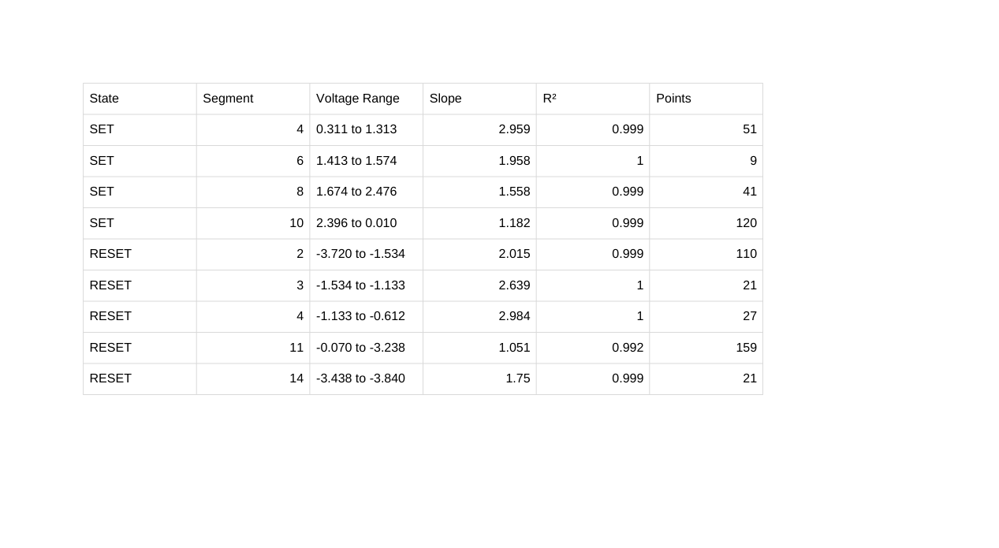 State Segment Voltage Range Slope R² Points
SET 4 0.311 to 1.313 2.959 0.999 51
SET 6 1.413 to 1.574 1.958 1 9
SET 8 1.674 to 2.476 1.558 0.999 41
SET 10 2.396 to 0.010 1.182 0.999 120
RESET 2 -3.720 to -1.534 2.015 0.999 110
RESET 3 -1.534 to -1.133 2.639 1 21
RESET 4 -1.133 to -0.612 2.984 1 27
RESET 11 -0.070 to -3.238 1.051 0.992 159
RESET 14 -3.438 to -3.840 1.75 0.999 21